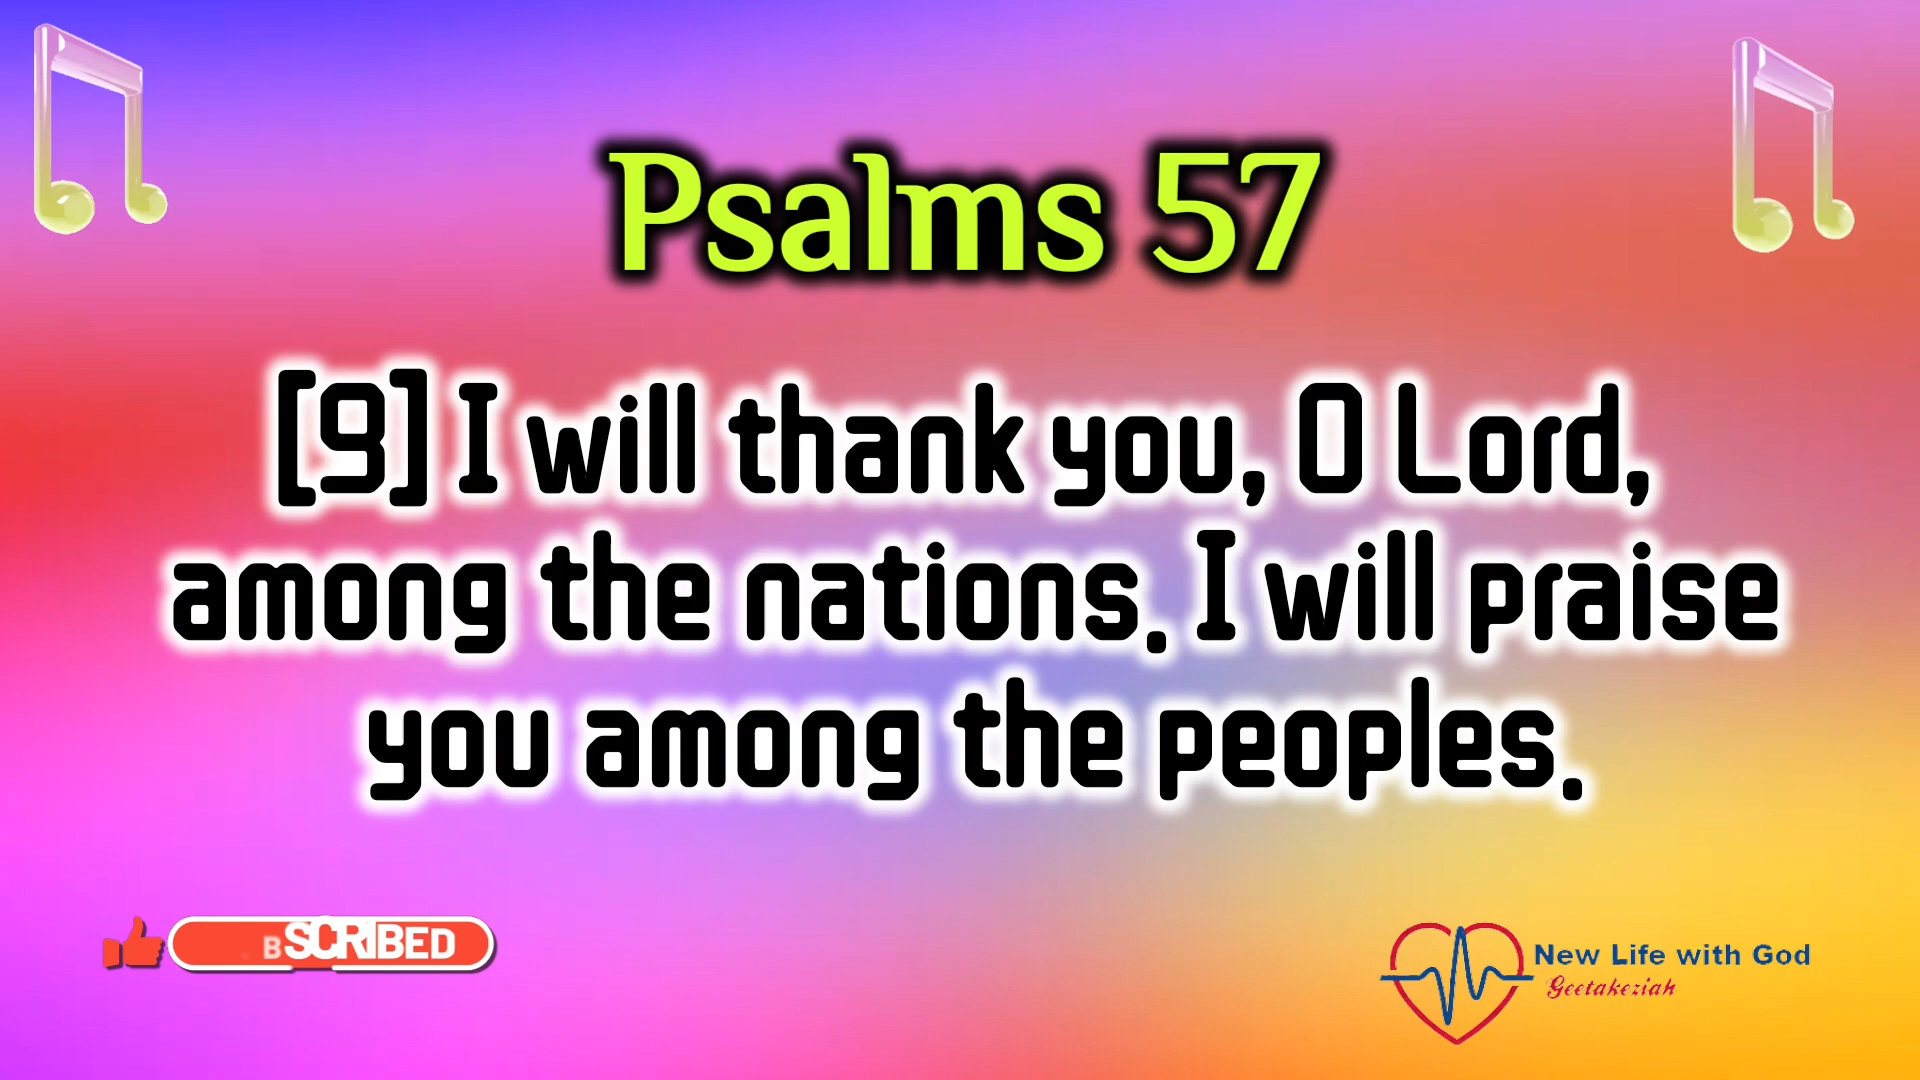 Psalms 57
[9] I will thank you, O Lord,
among the nations. I will praise
you among the peoples.
BSCRIBED
New Life with God
Geetakeziah